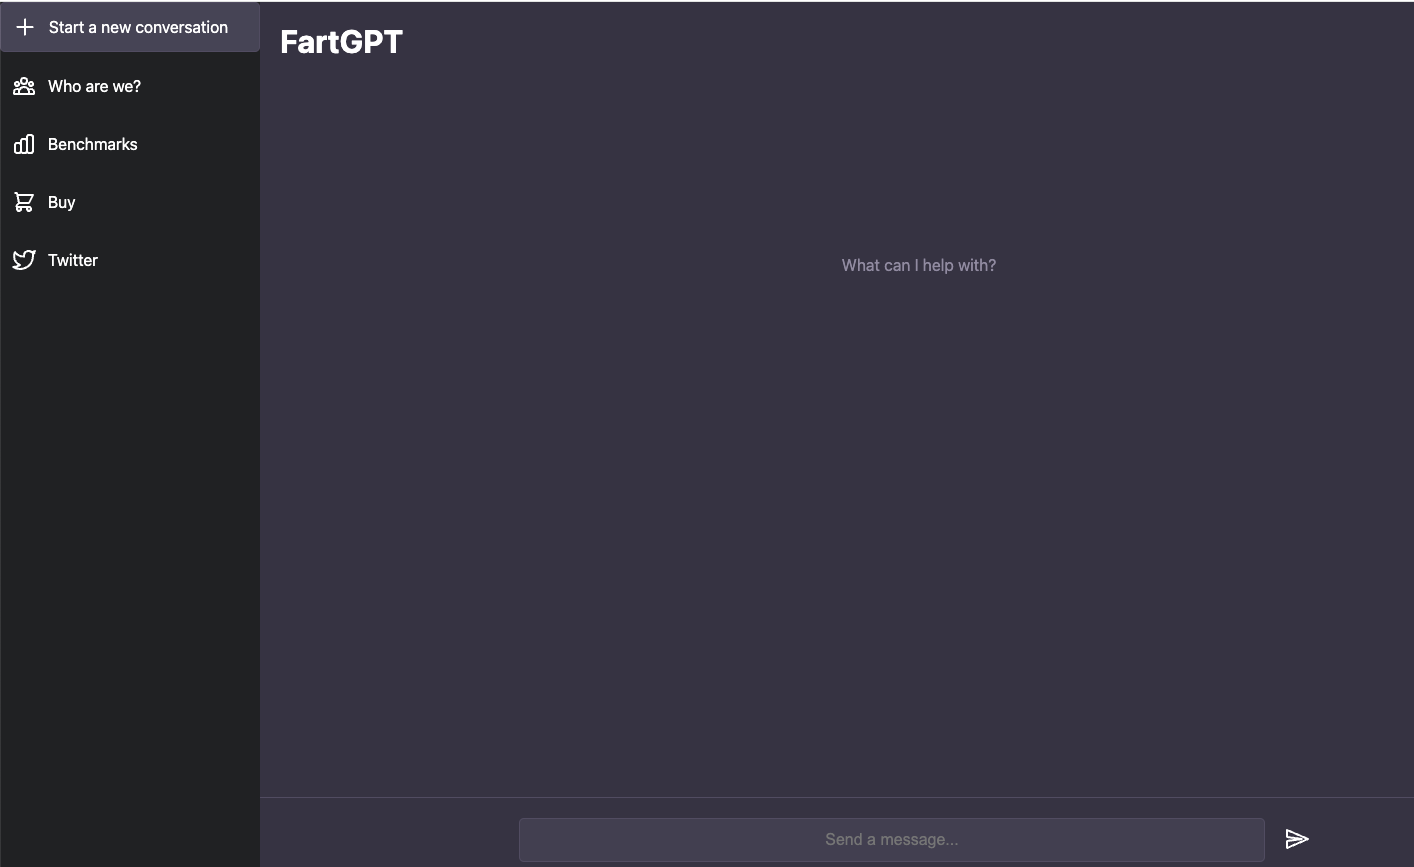 Start a new conversation
Who are we?
Benchmarks
Buy
Twitter
FartGPT
What can I help with?
Send a message...